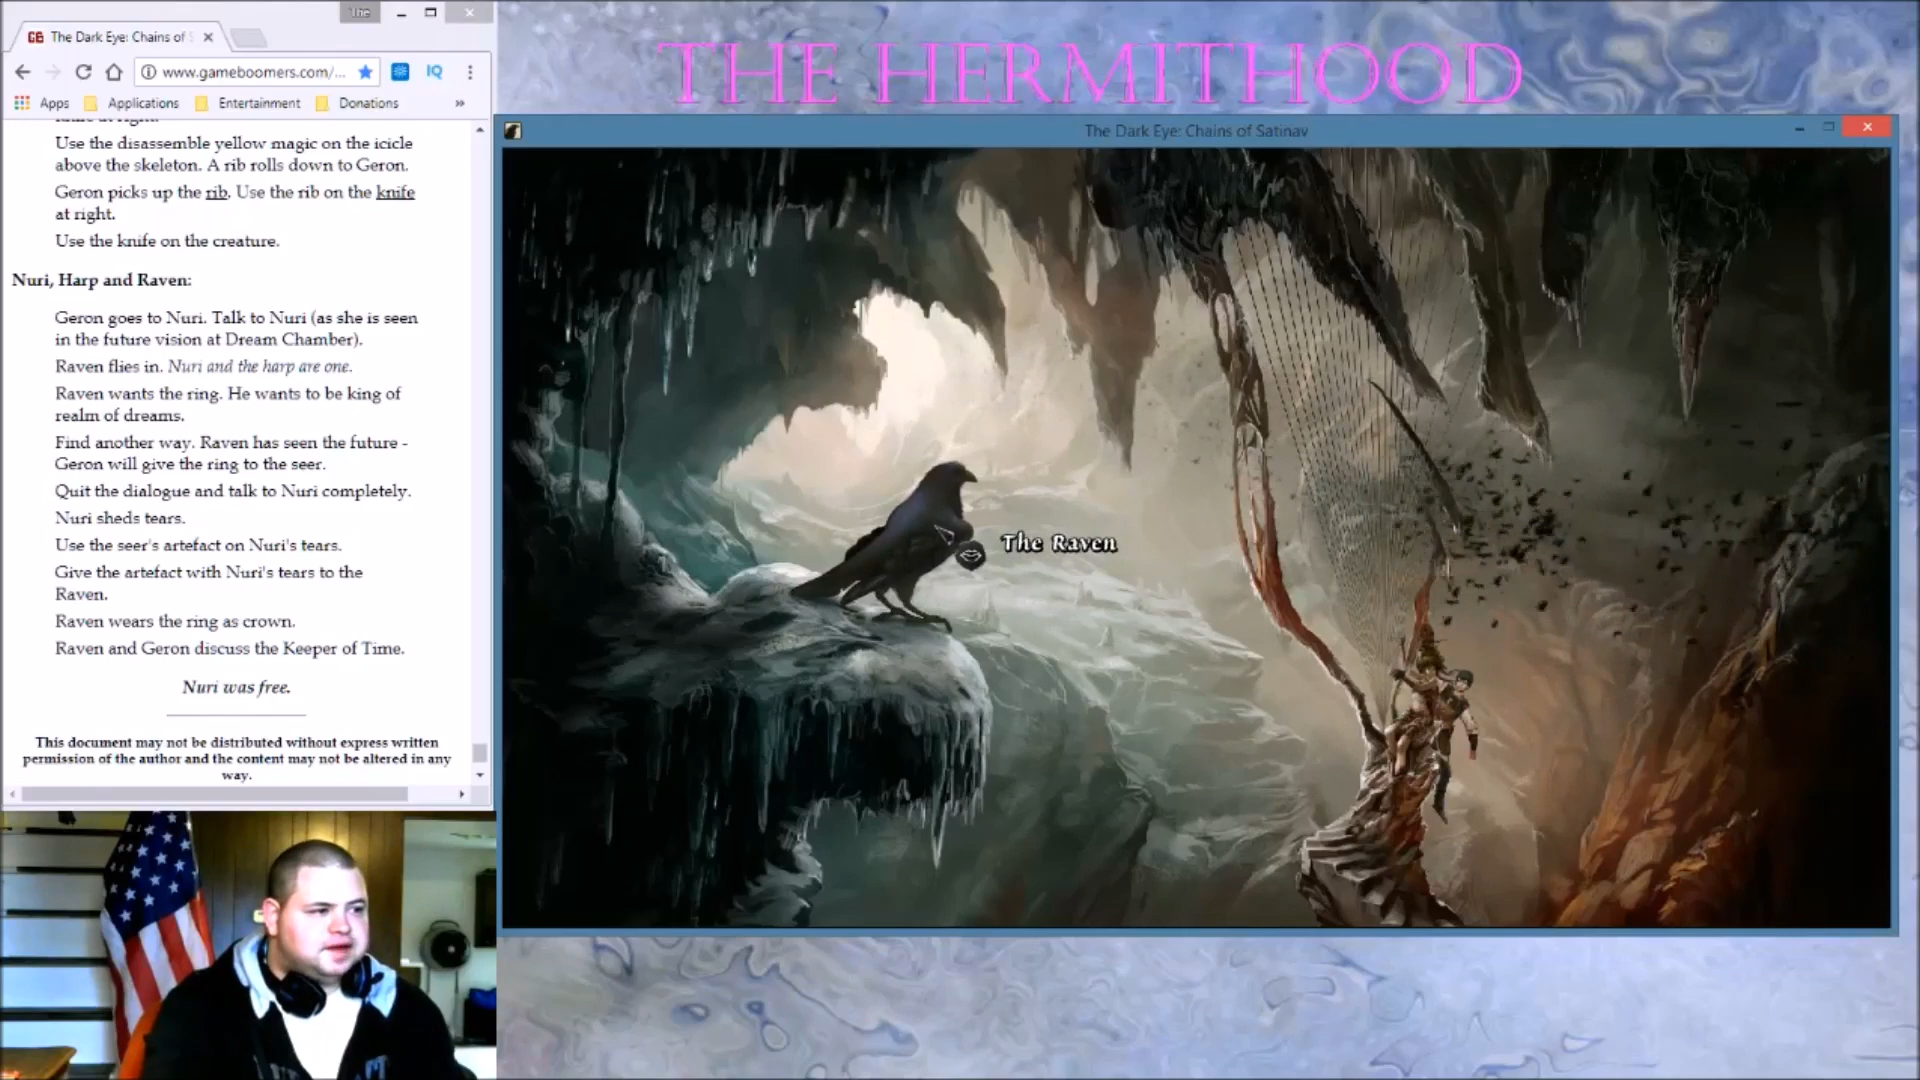 The
The Dark Eye: Chains of S
www.gameboomers.com/...
IQ
Apps
Applications
Entertainment
Donations
»
Use the disassemble yellow magic on the icicle
above the skeleton. A rib rolls down to Geron.
Geron picks up the rib. Use the rib on the knife
at right.
Use the knife on the creature.
Nuri, Harp and Raven:
Geron goes to Nuri. Talk to Nuri (as she is seen
in the future vision at Dream Chamber).
Raven flies in. Nuri and the harp are one.
Raven wants the ring. He wants to be king of
realm of dreams.
Find another way. Raven has seen the future -
Geron will give the ring to the seer.
Quit the dialogue and talk to Nuri completely.
Nuri sheds tears.
Use the seer's artefact on Nuri's tears.
Give the artefact with Nuri's tears to the
Raven.
Raven wears the ring as crown.
Raven and Geron discuss the Keeper of Time.
Nuri was free.
This document may not be distributed without express written
permission of the author and the content may not be altered in any
way.
THE HERMITHOOD
The Dark Eye: Chains of Satinav
The Raven